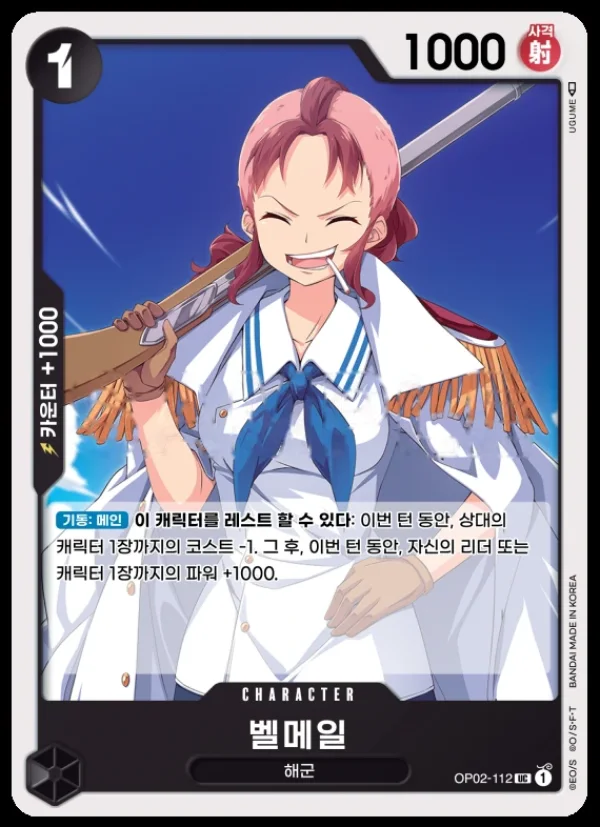 1
1000
사격
射
UGUME
카운터 +1000
기동: 메인 이 캐릭터를 레스트 할 수 있다: 이번 턴 동안, 상대의
캐릭터 1장까지의 코스트 -1. 그 후, 이번 턴 동안, 자신의 리더 또는
캐릭터 1장까지의 파워 +1000.
CHARACTER
벨메일
해군
OP02-112 UC 1
©EO/S ©O/S·F·T BANDAI MADE IN KOREA